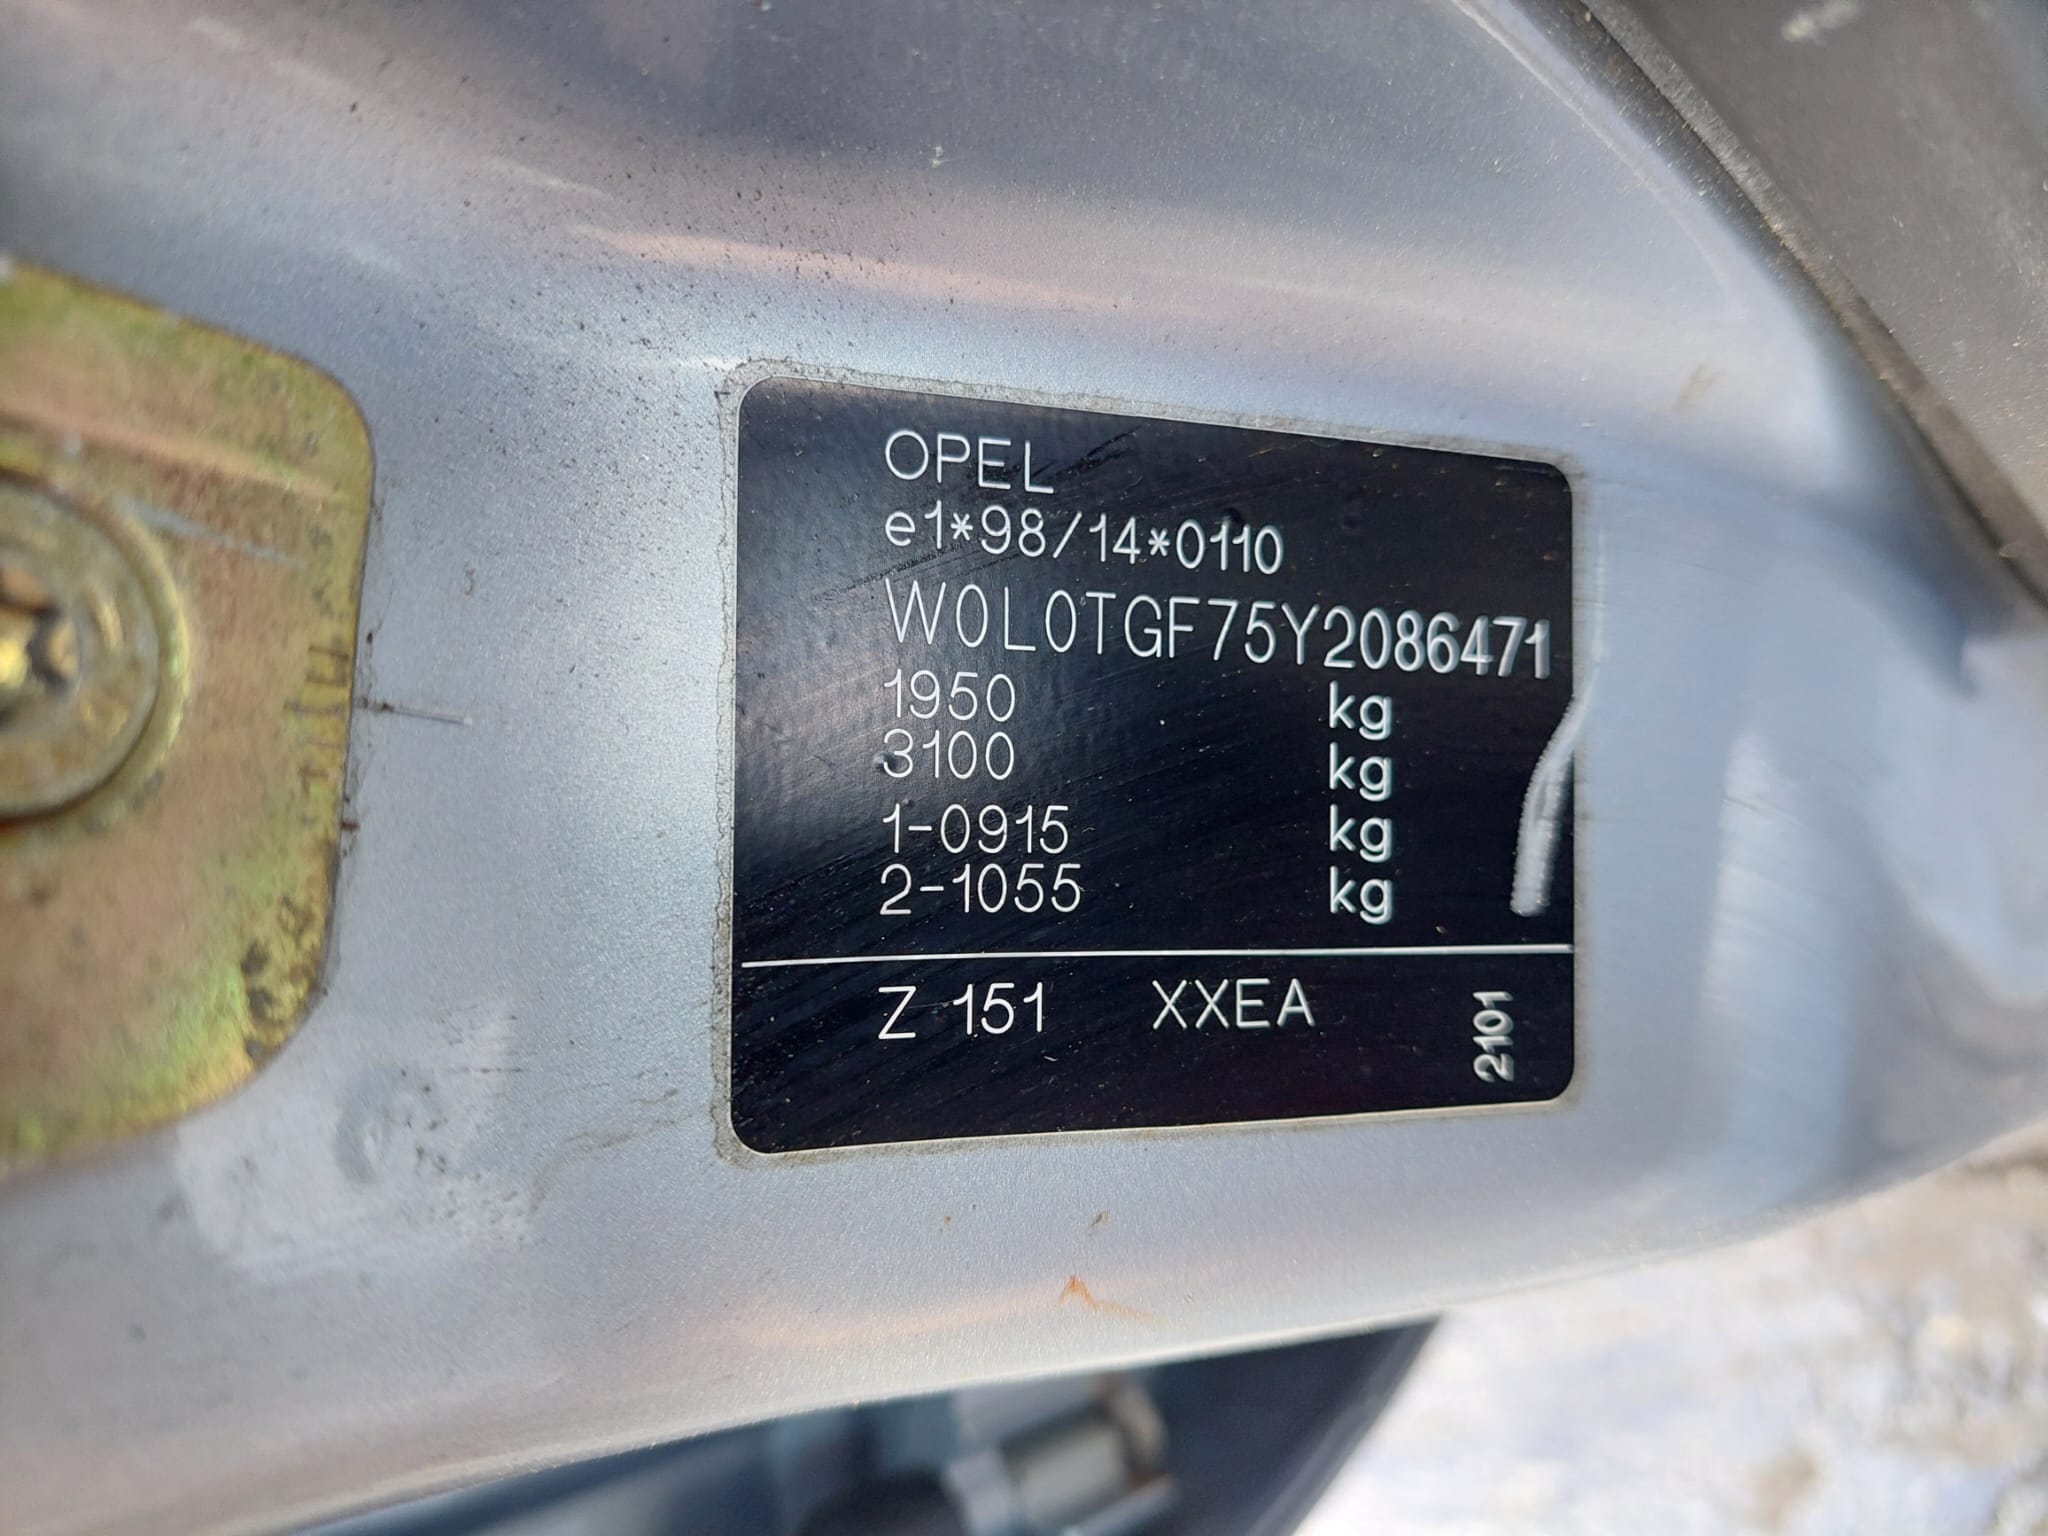 OPEL
e1*98/14*0110
W0L0TGF75Y2086471
1950 kg
3100 kg
1-0915 kg
2-1055 kg
Z 151 XXEA
2101